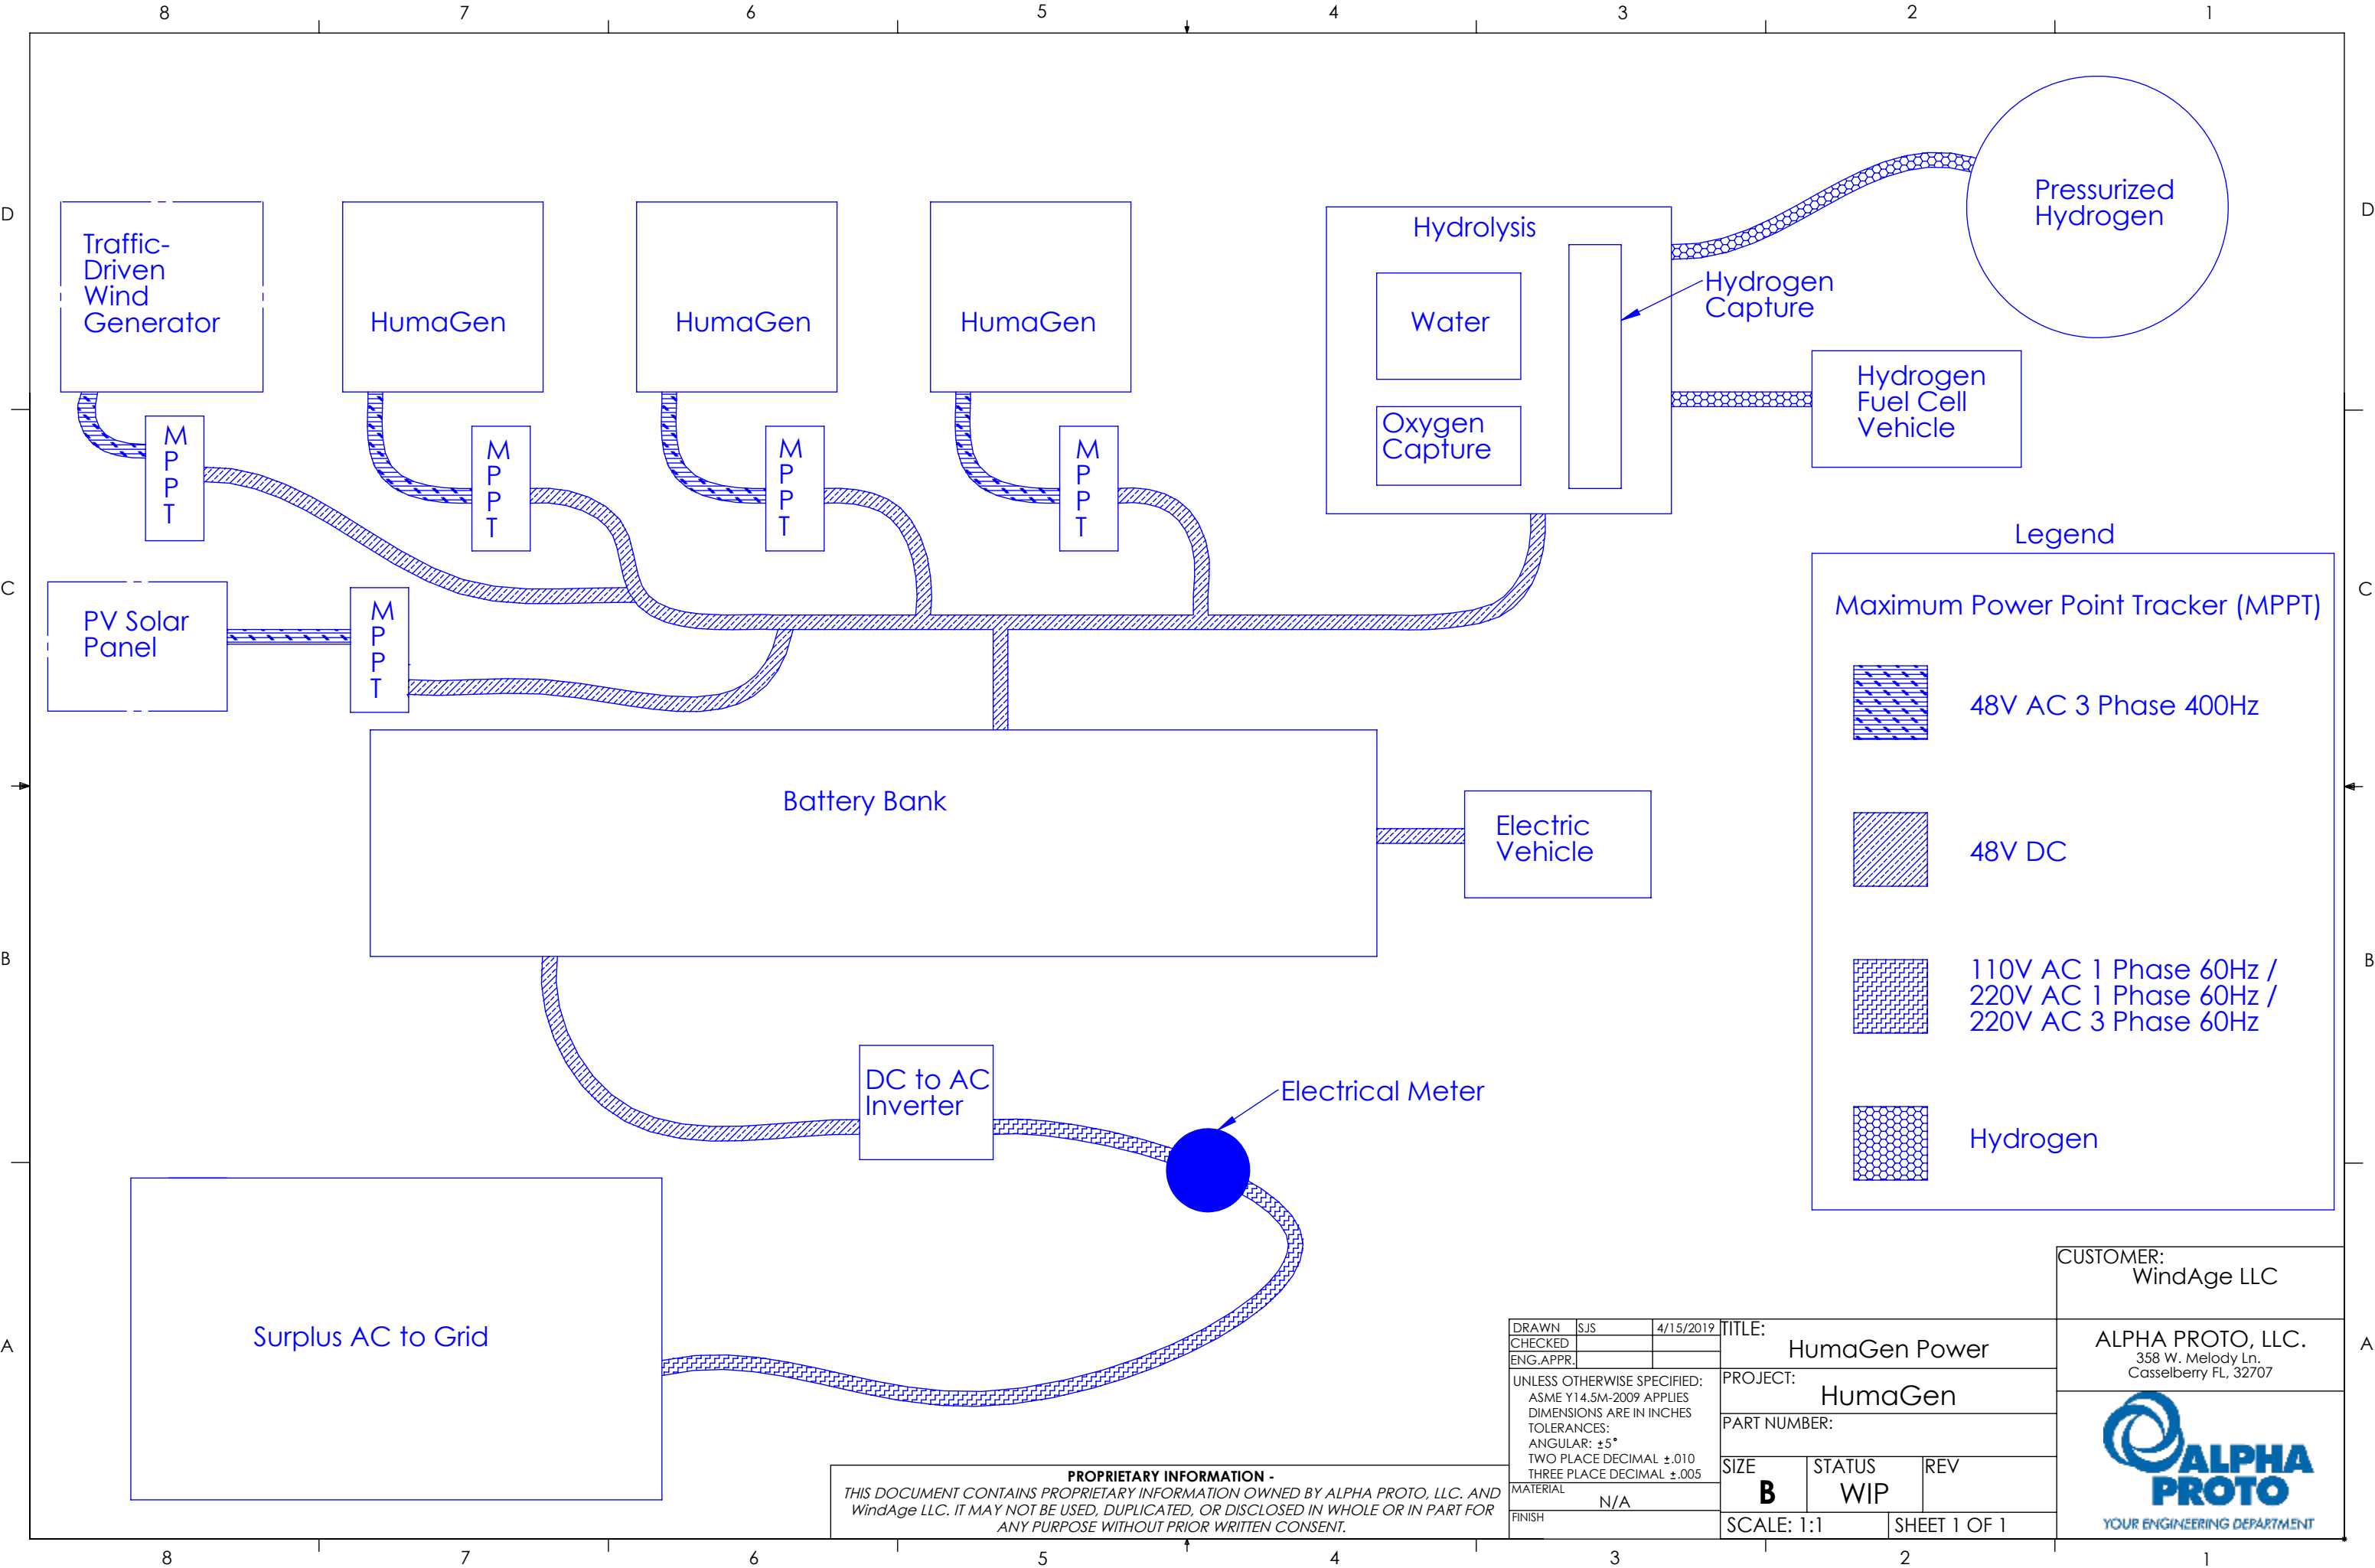 8 7 6 5 4 3 2 1
D
D
Traffic-
Driven
Wind
Generator
HumaGen
HumaGen
HumaGen
Hydrolysis
Water
Oxygen
Capture
Hydrogen
Capture
Pressurized
Hydrogen
Hydrogen
Fuel Cell
Vehicle
M
P
P
T
M
P
P
T
M
P
P
T
M
P
P
T
C
C
PV Solar
Panel
M
P
P
T
Legend
Maximum Power Point Tracker (MPPT)
48V AC 3 Phase 400Hz
48V DC
110V AC 1 Phase 60Hz /
220V AC 1 Phase 60Hz /
220V AC 3 Phase 60Hz
Hydrogen
Battery Bank
Electric
Vehicle
B
B
DC to AC
Inverter
Electrical Meter
Surplus AC to Grid
A
A
PROPRIETARY INFORMATION -
THIS DOCUMENT CONTAINS PROPRIETARY INFORMATION OWNED BY ALPHA PROTO, LLC. AND
WindAge LLC. IT MAY NOT BE USED, DUPLICATED, OR DISCLOSED IN WHOLE OR IN PART FOR
ANY PURPOSE WITHOUT PRIOR WRITTEN CONSENT.
DRAWN SJS 4/15/2019
CHECKED
ENG.APPR.
UNLESS OTHERWISE SPECIFIED:
ASME Y14.5M-2009 APPLIES
DIMENSIONS ARE IN INCHES
TOLERANCES:
ANGULAR: ±5°
TWO PLACE DECIMAL ±.010
THREE PLACE DECIMAL ±.005
MATERIAL
N/A
FINISH
TITLE:
HumaGen Power
PROJECT:
HumaGen
PART NUMBER:
SIZE STATUS REV
B WIP
SCALE: 1:1 SHEET 1 OF 1
CUSTOMER:
WindAge LLC
ALPHA PROTO, LLC.
358 W. Melody Ln.
Casselberry FL, 32707
ALPHA
PROTO
YOUR ENGINEERING DEPARTMENT
8 7 6 5 4 3 2 1